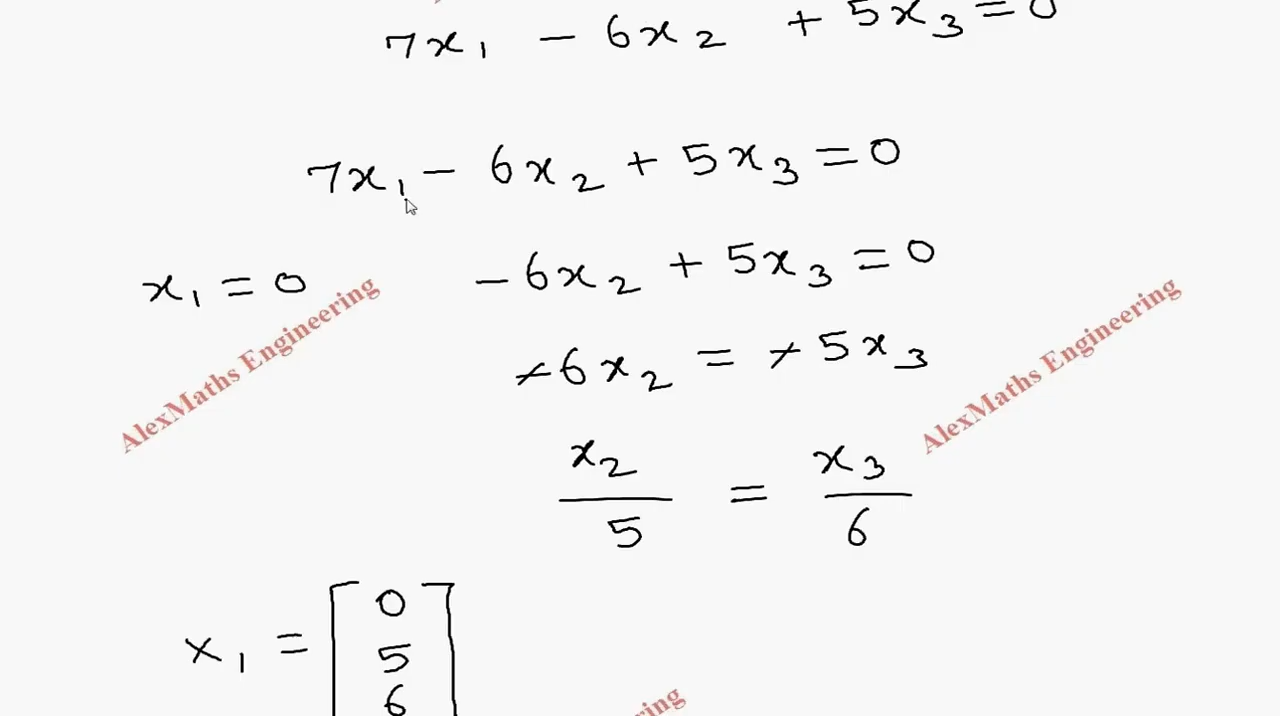 7x₁ - 6x₂ + 5x₃ = 0
7x₁ - 6x₂ + 5x₃ = 0
x₁ = 0    -6x₂ + 5x₃ = 0
AlexMaths Engineering
AlexMaths Engineering
-6x₂ = -5x₃
x₂/5 = x₃/6
x₁ = [0
5
6]
ring